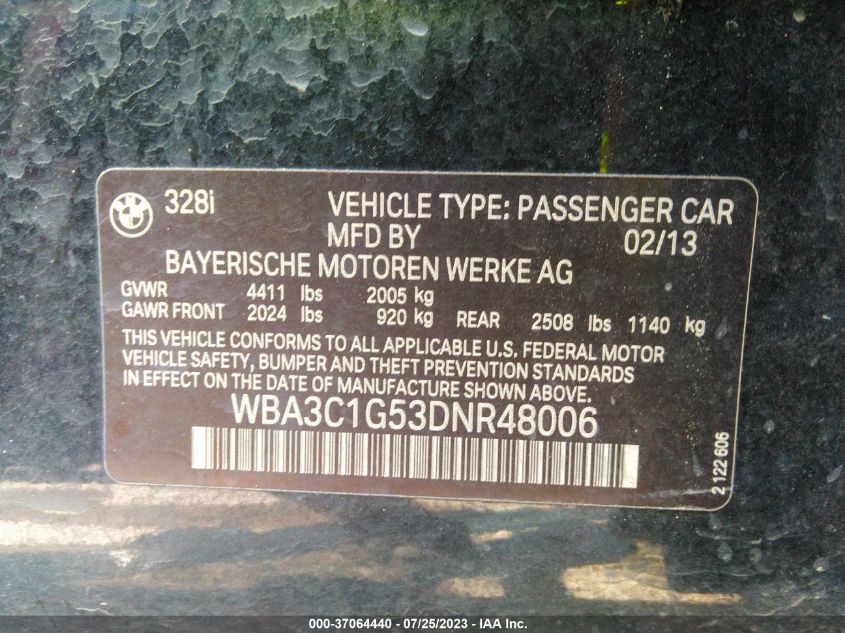 328i VEHICLE TYPE: PASSENGER CAR
MFD BY 02/13
BAYERISCHE MOTOREN WERKE AG
GVWR 4411 lbs 2005 kg
GAWR FRONT 2024 lbs 920 kg REAR 2508 lbs 1140 kg
THIS VEHICLE CONFORMS TO ALL APPLICABLE U.S. FEDERAL MOTOR
VEHICLE SAFETY, BUMPER AND THEFT PREVENTION STANDARDS
IN EFFECT ON THE DATE OF MANUFACTURE SHOWN ABOVE.
WBA3C1G53DNR48006
2 122 606
000-37064440 - 07/25/2023 - IAA Inc.